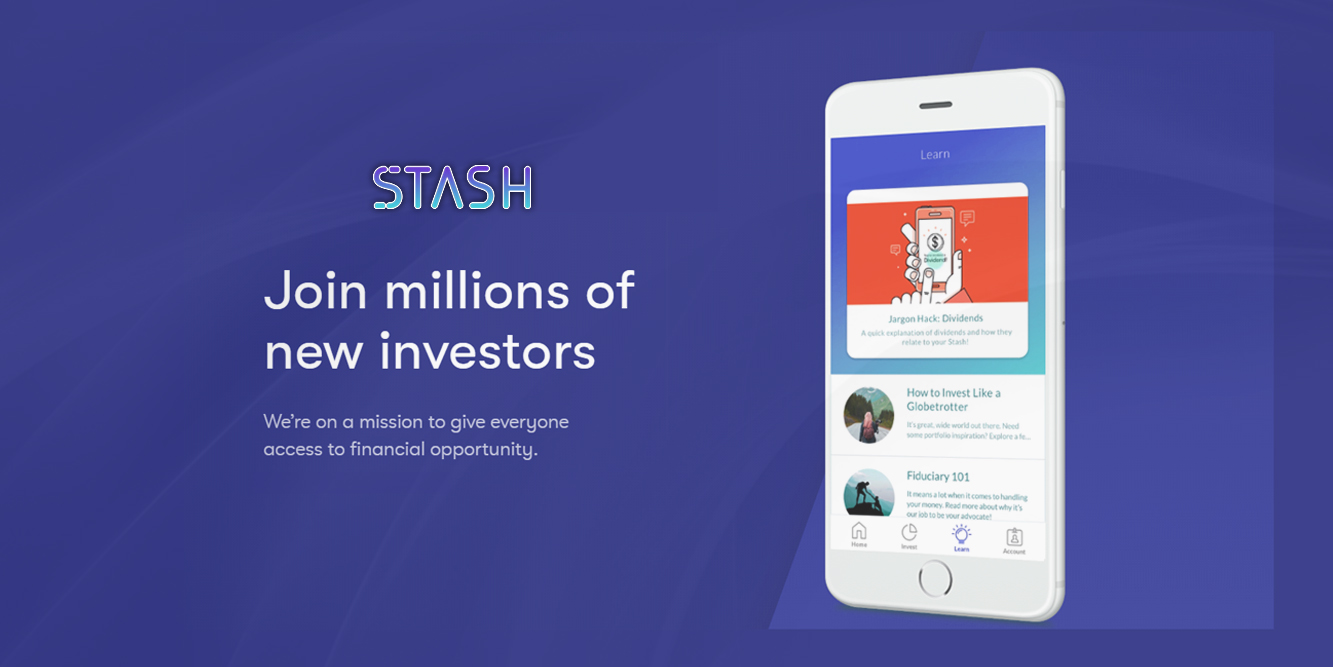 STASH
Join millions of
new investors
We're on a mission to give everyone
access to financial opportunity.
Learn
$
Dividend?
Jargon Hack: Dividends
A quick explanation of dividends and how they
relate to your Stash!
How to Invest Like a
Globetrotter
It's great, wide world out there. Need
some portfolio inspiration? Explore a fe...
Fiduciary 101
It means a lot when it comes to handling
your money. Read more about why it's
our job to be your advocate!
Home
Invest
Learn
Account